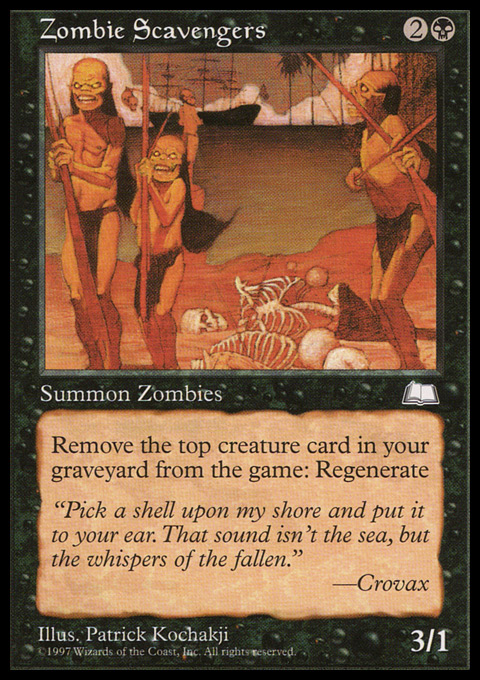 Zombie Scavengers 2
Summon Zombies
Remove the top creature card in your
graveyard from the game: Regenerate
“Pick a shell upon my shore and put it
to your ear. That sound isn’t the sea, but
the whispers of the fallen.”
—Crovax
Illus. Patrick Kochakji
©1997 Wizards of the Coast, Inc. All rights reserved.
3/1